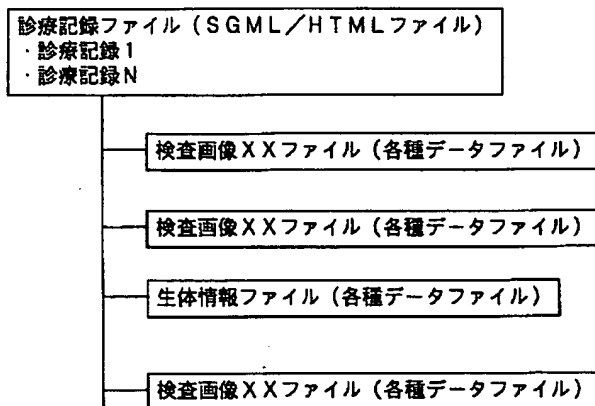 診療記録ファイル（ＳＧＭＬ／ＨＴＭＬファイル）
・診療記録１
・診療記録Ｎ
検査画像ＸＸファイル（各種データファイル）
検査画像ＸＸファイル（各種データファイル）
生体情報ファイル（各種データファイル）
検査画像ＸＸファイル（各種データファイル）